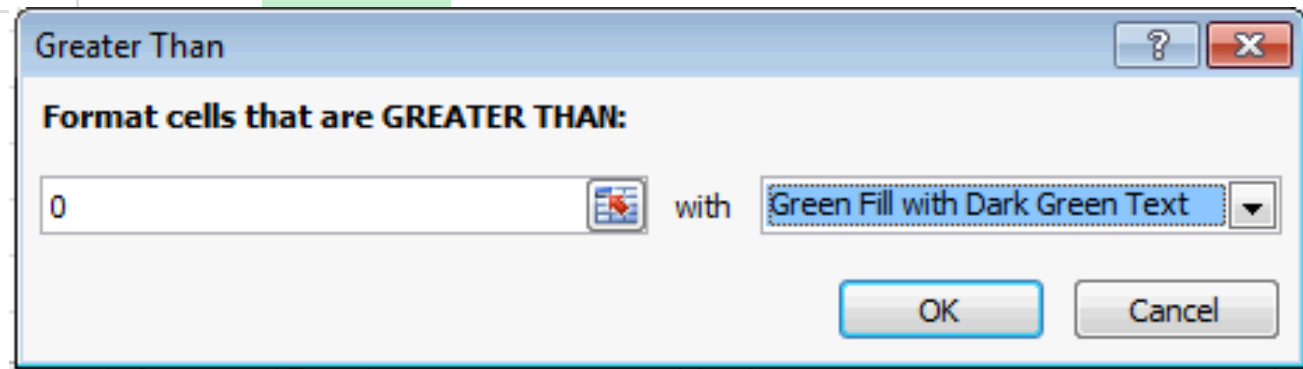 Greater Than
Format cells that are GREATER THAN:
0 with Green Fill with Dark Green Text
OK Cancel